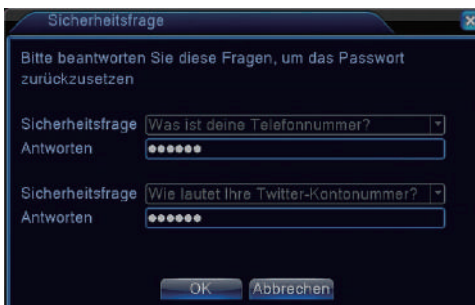 Sicherheitsfrage
Bitte beantworten Sie diese Fragen, um das Passwort
zurückzusetzen
Sicherheitsfrage Was ist deine Telefonnummer?
Antworten ●●●●●●
Sicherheitsfrage Wie lautet Ihre Twitter-Kontonummer?
Antworten ●●●●●●
OK Abbrechen